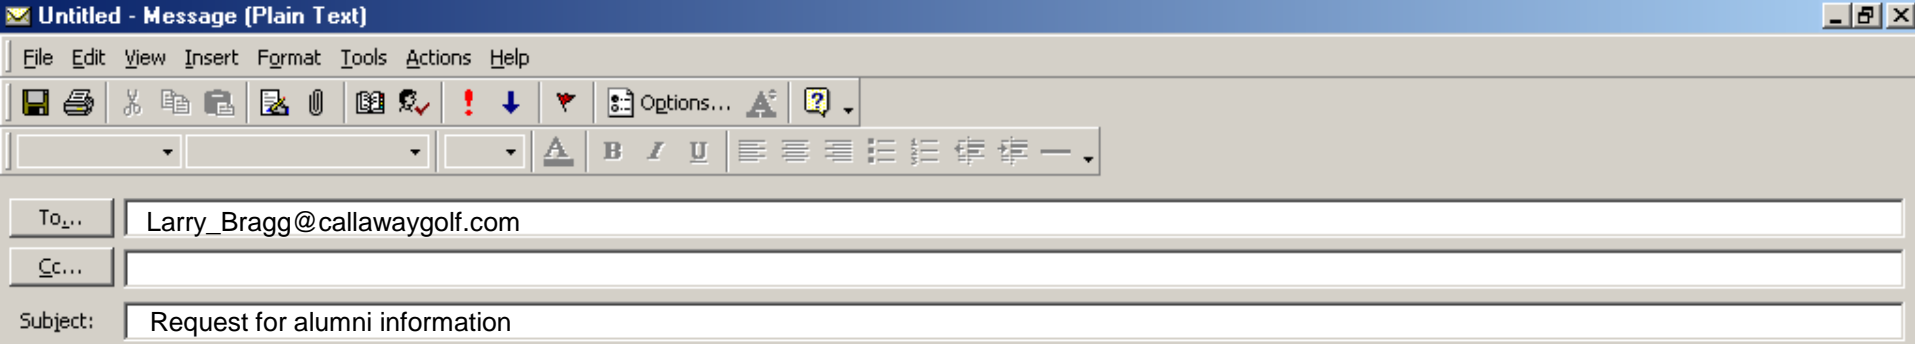 Untitled - Message (Plain Text)
File Edit View Insert Format Tools Actions Help
Options...
A B I U
To... Larry_Bragg@callawaygolf.com
Cc...
Subject: Request for alumni information